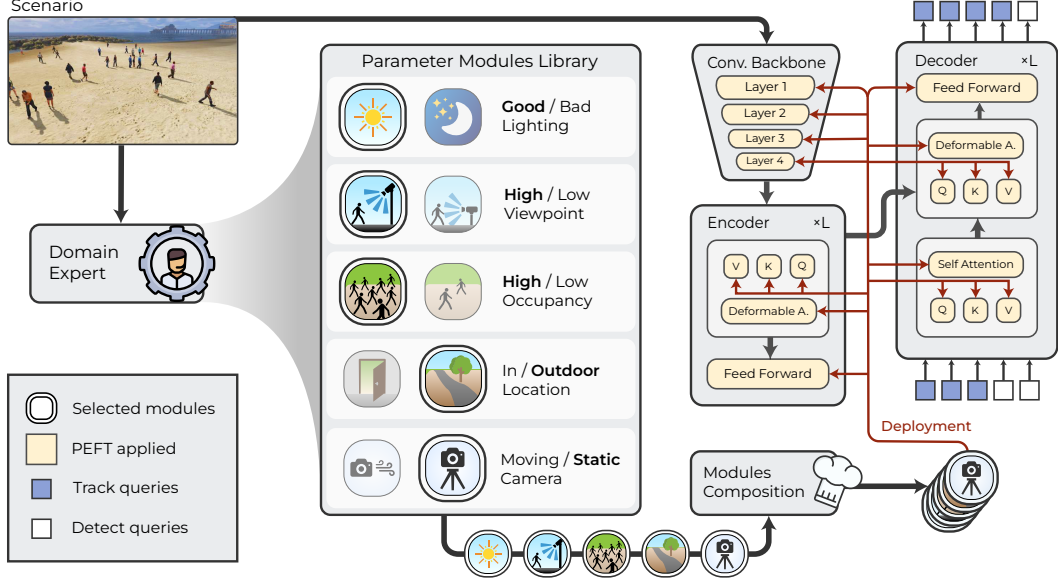 Scenario
Domain
Expert
Parameter Modules Library
Good / Bad
Lighting
High / Low
Viewpoint
High / Low
Occupancy
In / Outdoor
Location
Moving / Static
Camera
Selected modules
PEFT applied
Track queries
Detect queries
Conv. Backbone
Layer 1
Layer 2
Layer 3
Layer 4
Encoder ×L
V K Q
Deformable A.
Feed Forward
Decoder ×L
Feed Forward
Deformable A.
Q K V
Self Attention
Q K V
Deployment
Modules
Composition